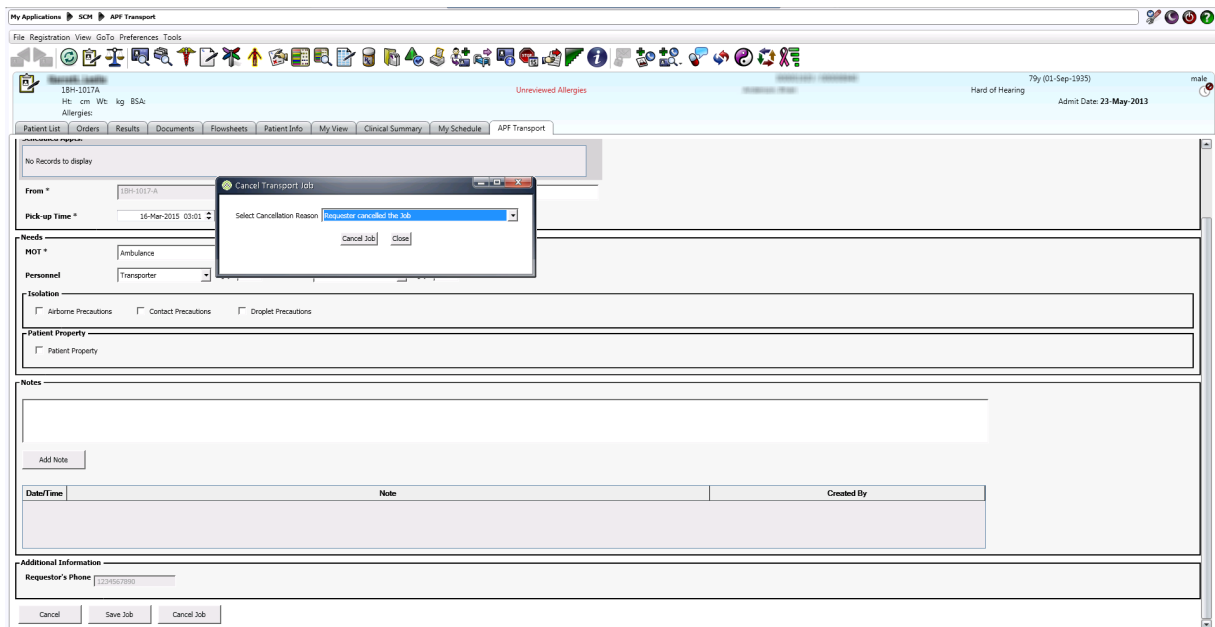 My Applications SCM APF Transport
File Registration View GoTo Preferences Tools
STOP
79y (01-Sep-1935) male
1BH-1017A Unreviewed Allergies Hard of Hearing
Ht: cm Wt: kg BSA: Admit Date: 23-May-2013
Allergies:
Patient List Orders Results Documents Flowsheets Patient Info My View Clinical Summary My Schedule APF Transport
Scheduled Appts:
No Records to display
From * 1BH-1017-A
Cancel Transport Job
Pick-up Time * 16-Mar-2015 03:01
Select Cancellation Reason Requester cancelled the Job
Cancel Job Close
Needs
MOT * Ambulance
Personnel Transporter
Isolation
Airborne Precautions Contact Precautions Droplet Precautions
Patient Property
Patient Property
Notes
Add Note
Date/Time Note Created By
Additional Information
Requestor's Phone 1234567890
Cancel Save Job Cancel Job